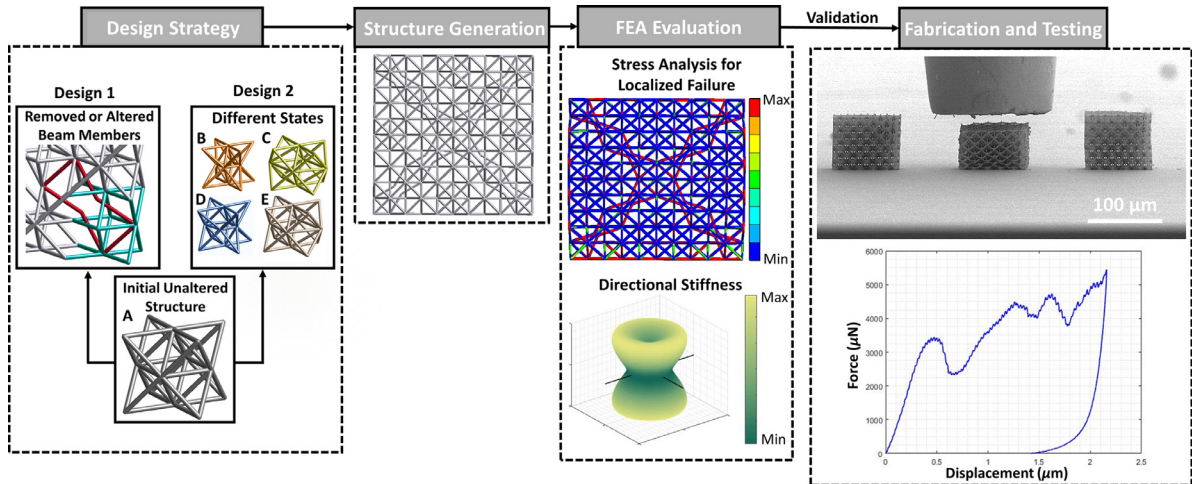 Design Strategy
Structure Generation
FEA Evaluation
Validation
Fabrication and Testing
Design 1
Removed or Altered
Beam Members
Design 2
Different States
B
C
D
E
Initial Unaltered
Structure
A
Stress Analysis for
Localized Failure
Max
Min
Directional Stiffness
Max
Min
100 μm
6000
5000
4000
3000
2000
1000
0
Force (μN)
0
0.5
1
1.5
2
2.5
Displacement (μm)